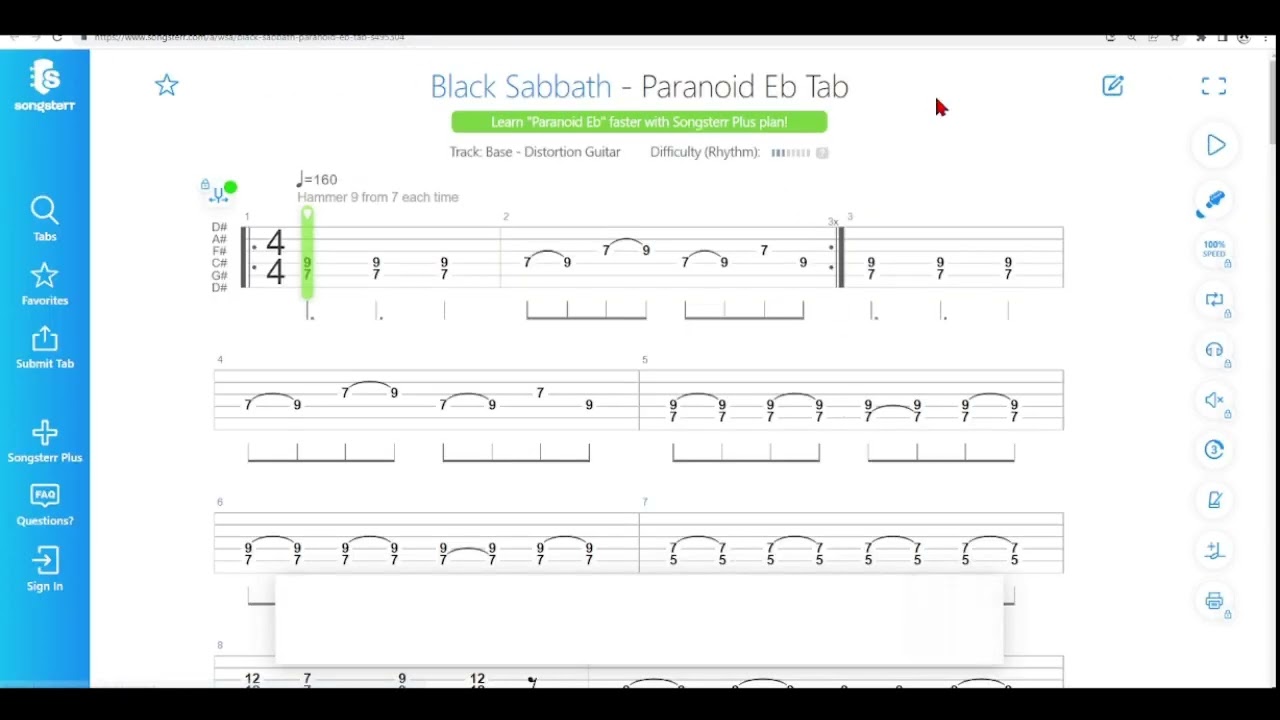 https://www.songsterr.com/a/wsa/black-sabbath-paranoid-eb-tab-s495304
songsterr
Tabs
Favorites
Submit Tab
Songsterr Plus
FAQ
Questions?
Sign In
Black Sabbath - Paranoid Eb Tab
Learn "Paranoid Eb" faster with Songsterr Plus plan!
Track: Base - Distortion Guitar Difficulty (Rhythm): ?
♩=160
Hammer 9 from 7 each time
1 2 3x 3
D#
A#
F#
C#
G#
D#
4
4
7 9 7
9 9 9 7 9 7 9 9 9 9 9
7 7 7 7 7 7
4 5
7 9 7
7 9 7 9 9 9 9 9 9 9 9 9 9
7 7 7 7 7 7 7 7
6 7
9 9 9 9 9 9 9 9 7 7 7 7 7 7 7 7
7 7 7 7 7 7 7 7 5 5 5 5 5 5 5 5
8
12 7 9 12
100%
SPEED
3